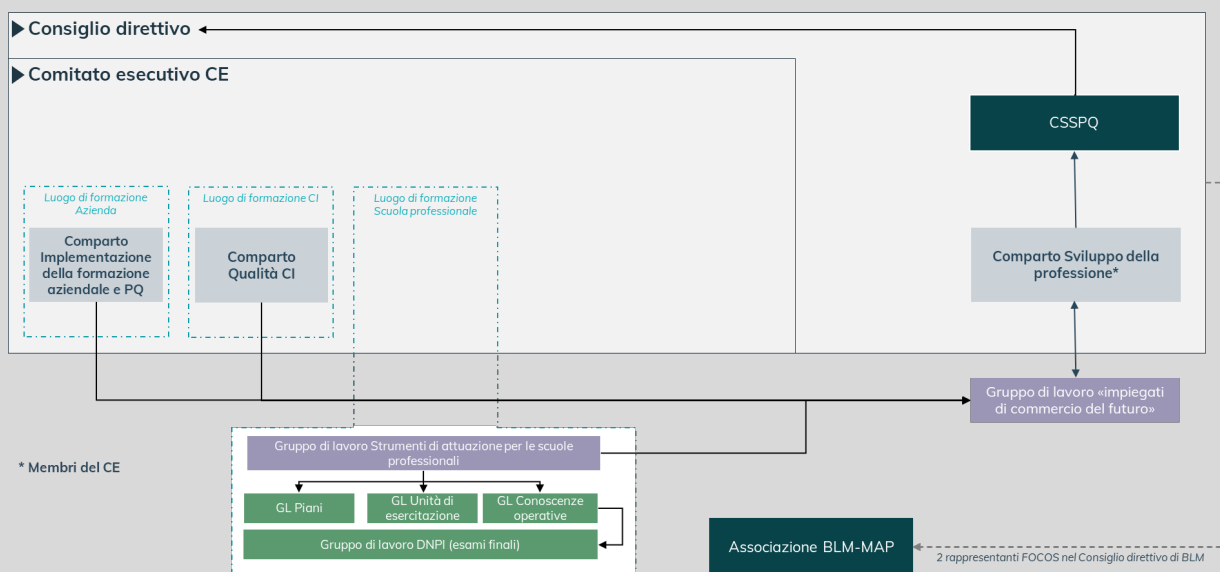 Consiglio direttivo
Comitato esecutivo CE
CSSPQ
Luogo di formazione
Azienda
Luogo di formazione CI
Luogo di formazione
Scuola professionale
Comparto
Implementazione
della formazione
aziendale e PQ
Comparto
Qualità CI
Comparto Sviluppo della
professione*
Gruppo di lavoro «impiegati
di commercio del futuro»
Gruppo di lavoro Strumenti di attuazione per le scuole
professionali
* Membri del CE
GL Piani
GL Unità di
esercitazione
GL Conoscenze
operative
Gruppo di lavoro DNPI (esami finali)
Associazione BLM-MAP
2 rappresentanti FOCOS nel Consiglio direttivo di BLM